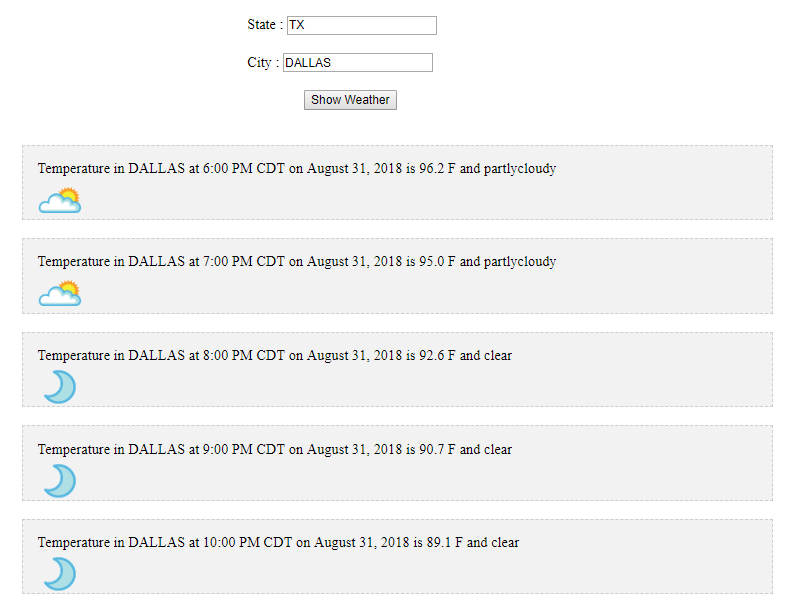 State : TX
City : DALLAS
Show Weather
Temperature in DALLAS at 6:00 PM CDT on August 31, 2018 is 96.2 F and partlycloudy
Temperature in DALLAS at 7:00 PM CDT on August 31, 2018 is 95.0 F and partlycloudy
Temperature in DALLAS at 8:00 PM CDT on August 31, 2018 is 92.6 F and clear
Temperature in DALLAS at 9:00 PM CDT on August 31, 2018 is 90.7 F and clear
Temperature in DALLAS at 10:00 PM CDT on August 31, 2018 is 89.1 F and clear